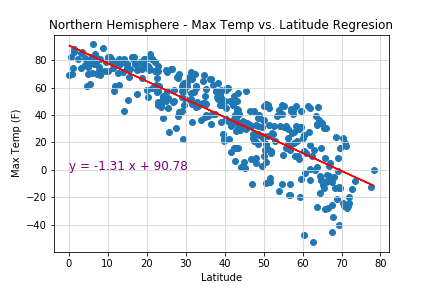 Northern Hemisphere - Max Temp vs. Latitude Regresion
80
60
40
20
0
−20
−40
Max Temp (F)
y = -1.31 x + 90.78
0 10 20 30 40 50 60 70 80
Latitude